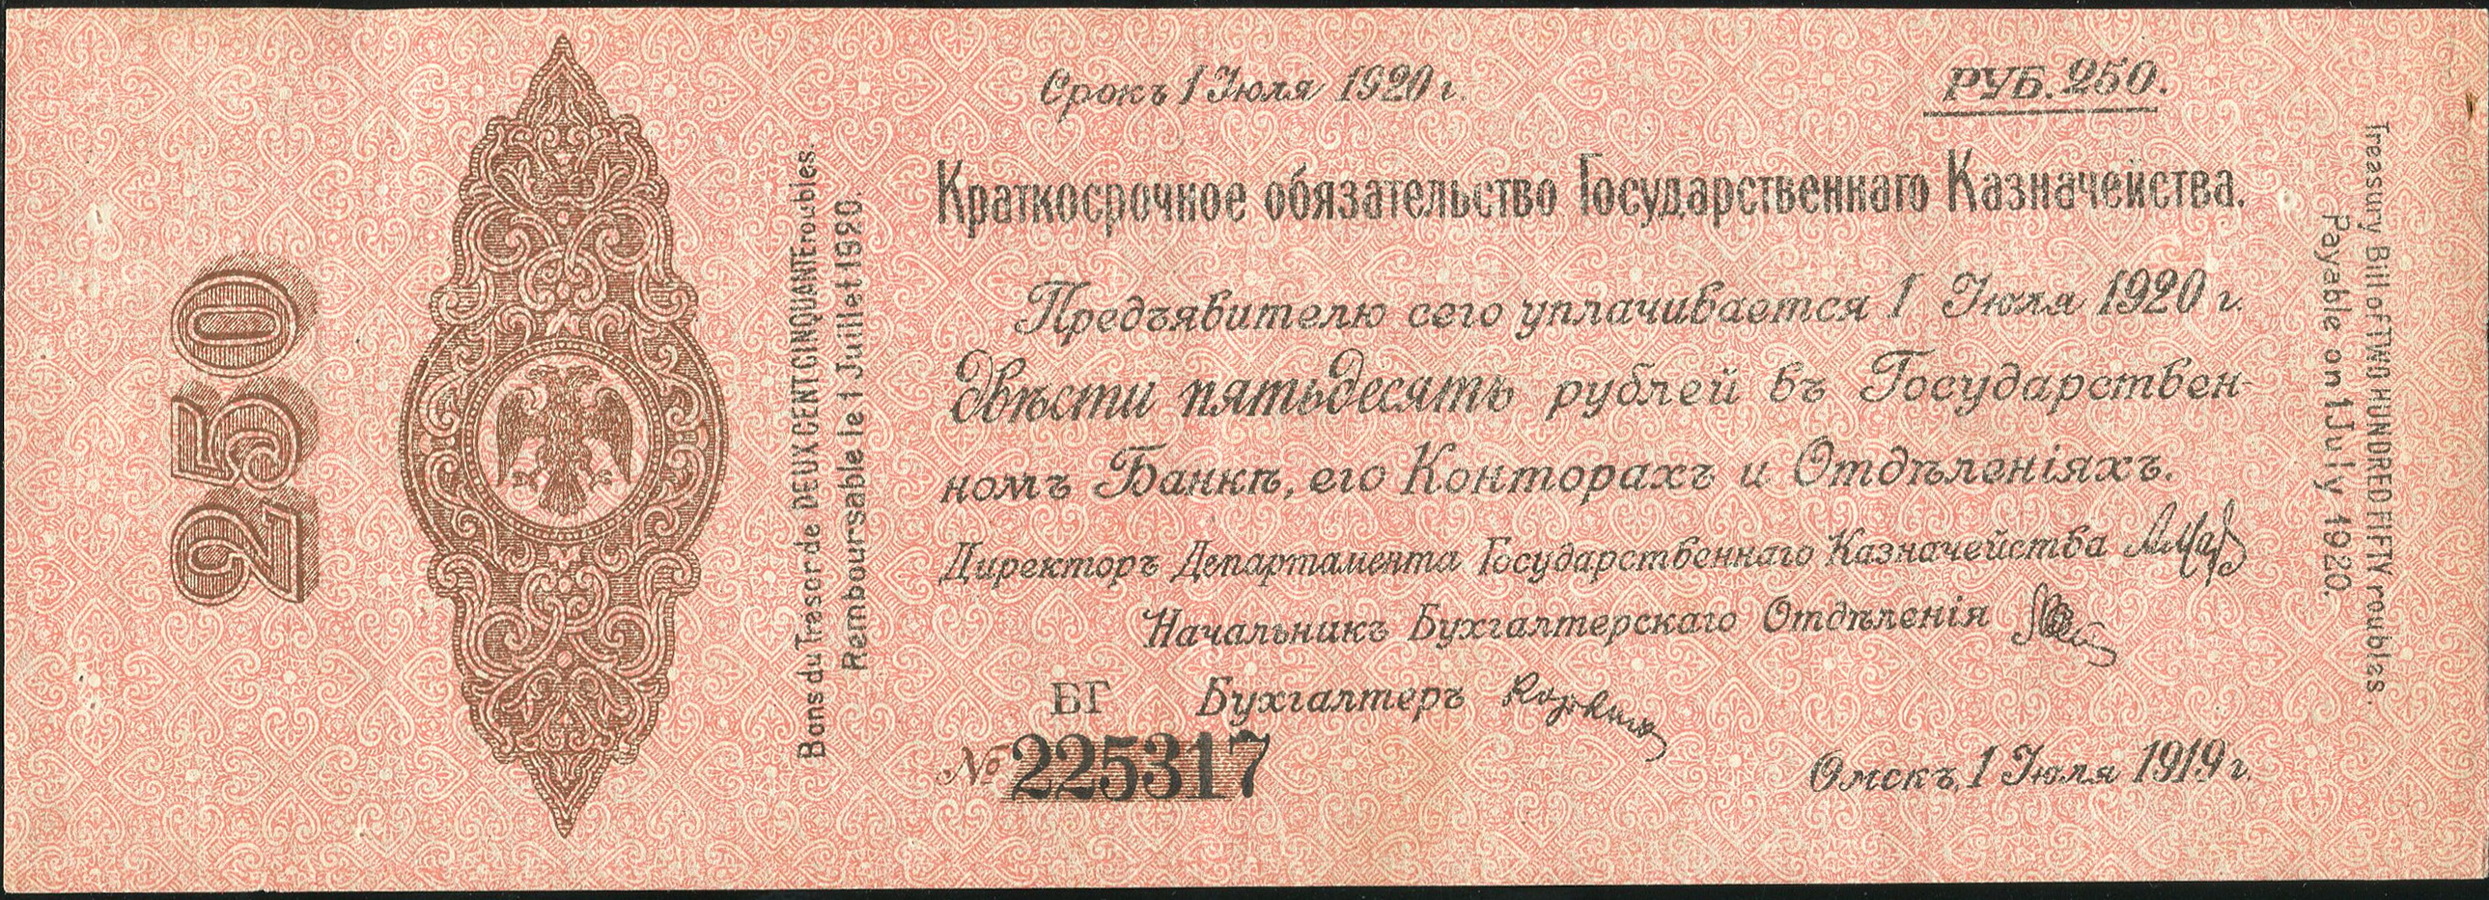 250
Bons du Tresor de DEUX CENT CINQUANTE roubles.
Remboursable le 1 Juillet 1920.
Срокъ 1 Іюля 1920 г.
РУБ. 250.
Краткосрочное обязательство Государственнаго Казначейства.
Предъявителю сего уплачивается 1 Іюля 1920 г.
двѣсти пятьдесятъ рублей въ Государствен-
номъ Банкѣ, его Конторахъ и Отдѣленіяхъ.
Директоръ Департамента Государственнаго Казначейства
Начальникъ Бухгалтерскаго Отдѣленія
БГ Бухгалтеръ
№ 225317
Омскъ, 1 Іюля 1919 г.
Treasury Bill of TWO HUNDRED FIFTY roubles.
Payable on 1 July 1920.